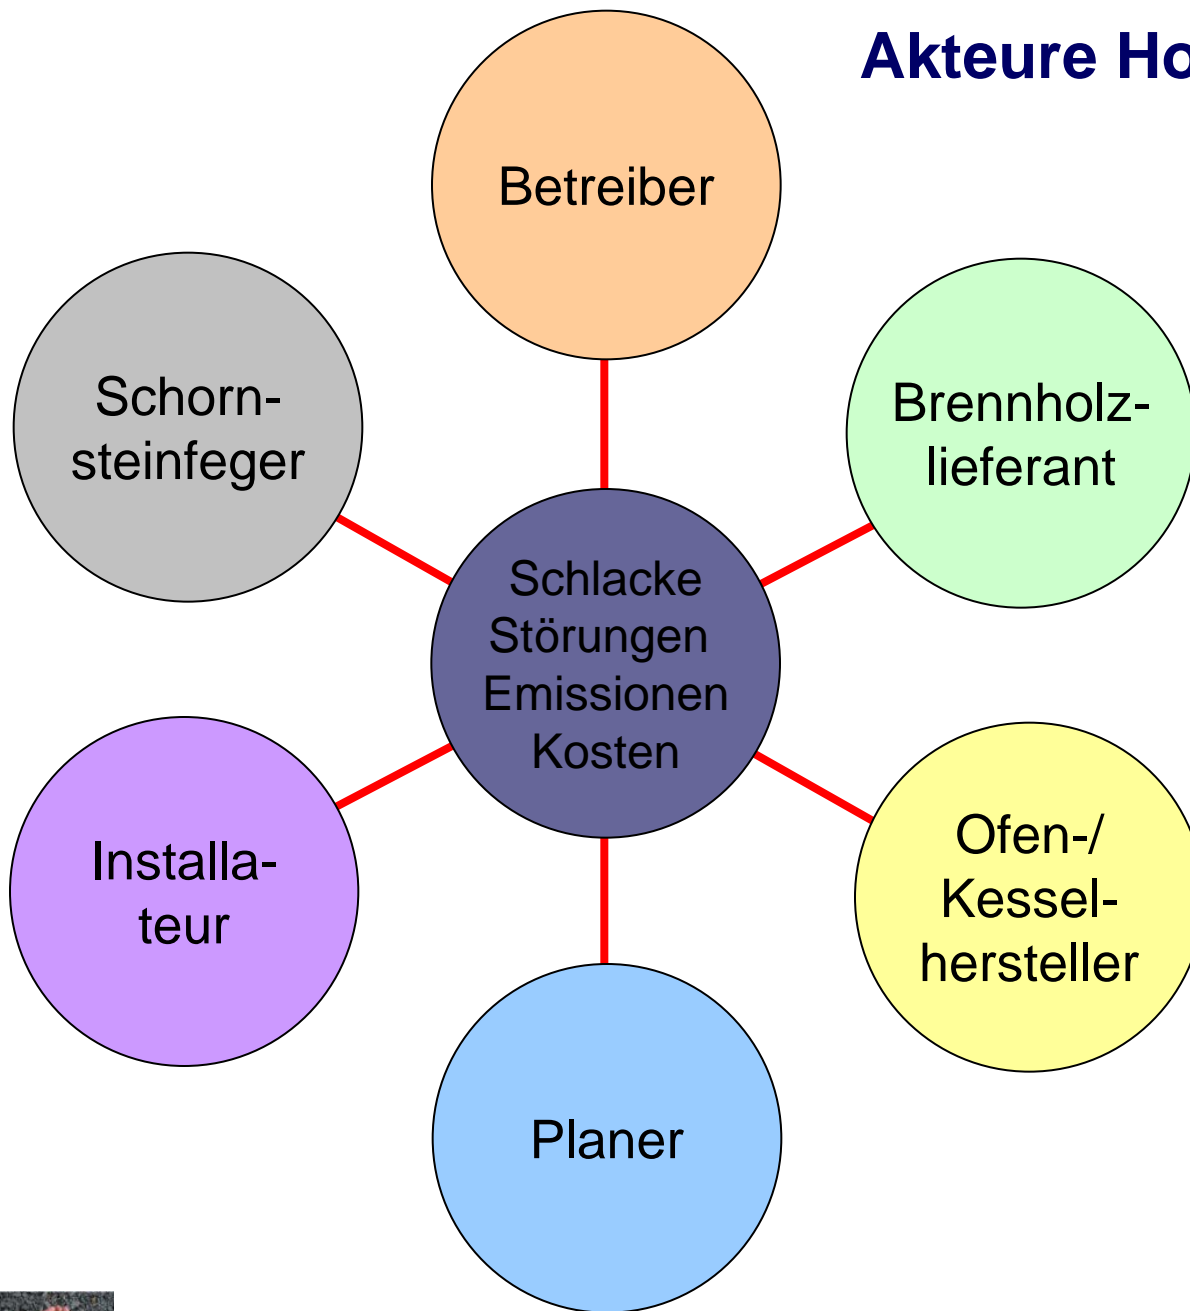 Akteure Ho
Betreiber
Schorn-
steinfeger
Brennholz-
lieferant
Schlacke
Störungen
Emissionen
Kosten
Installa-
teur
Ofen-/
Kessel-
hersteller
Planer